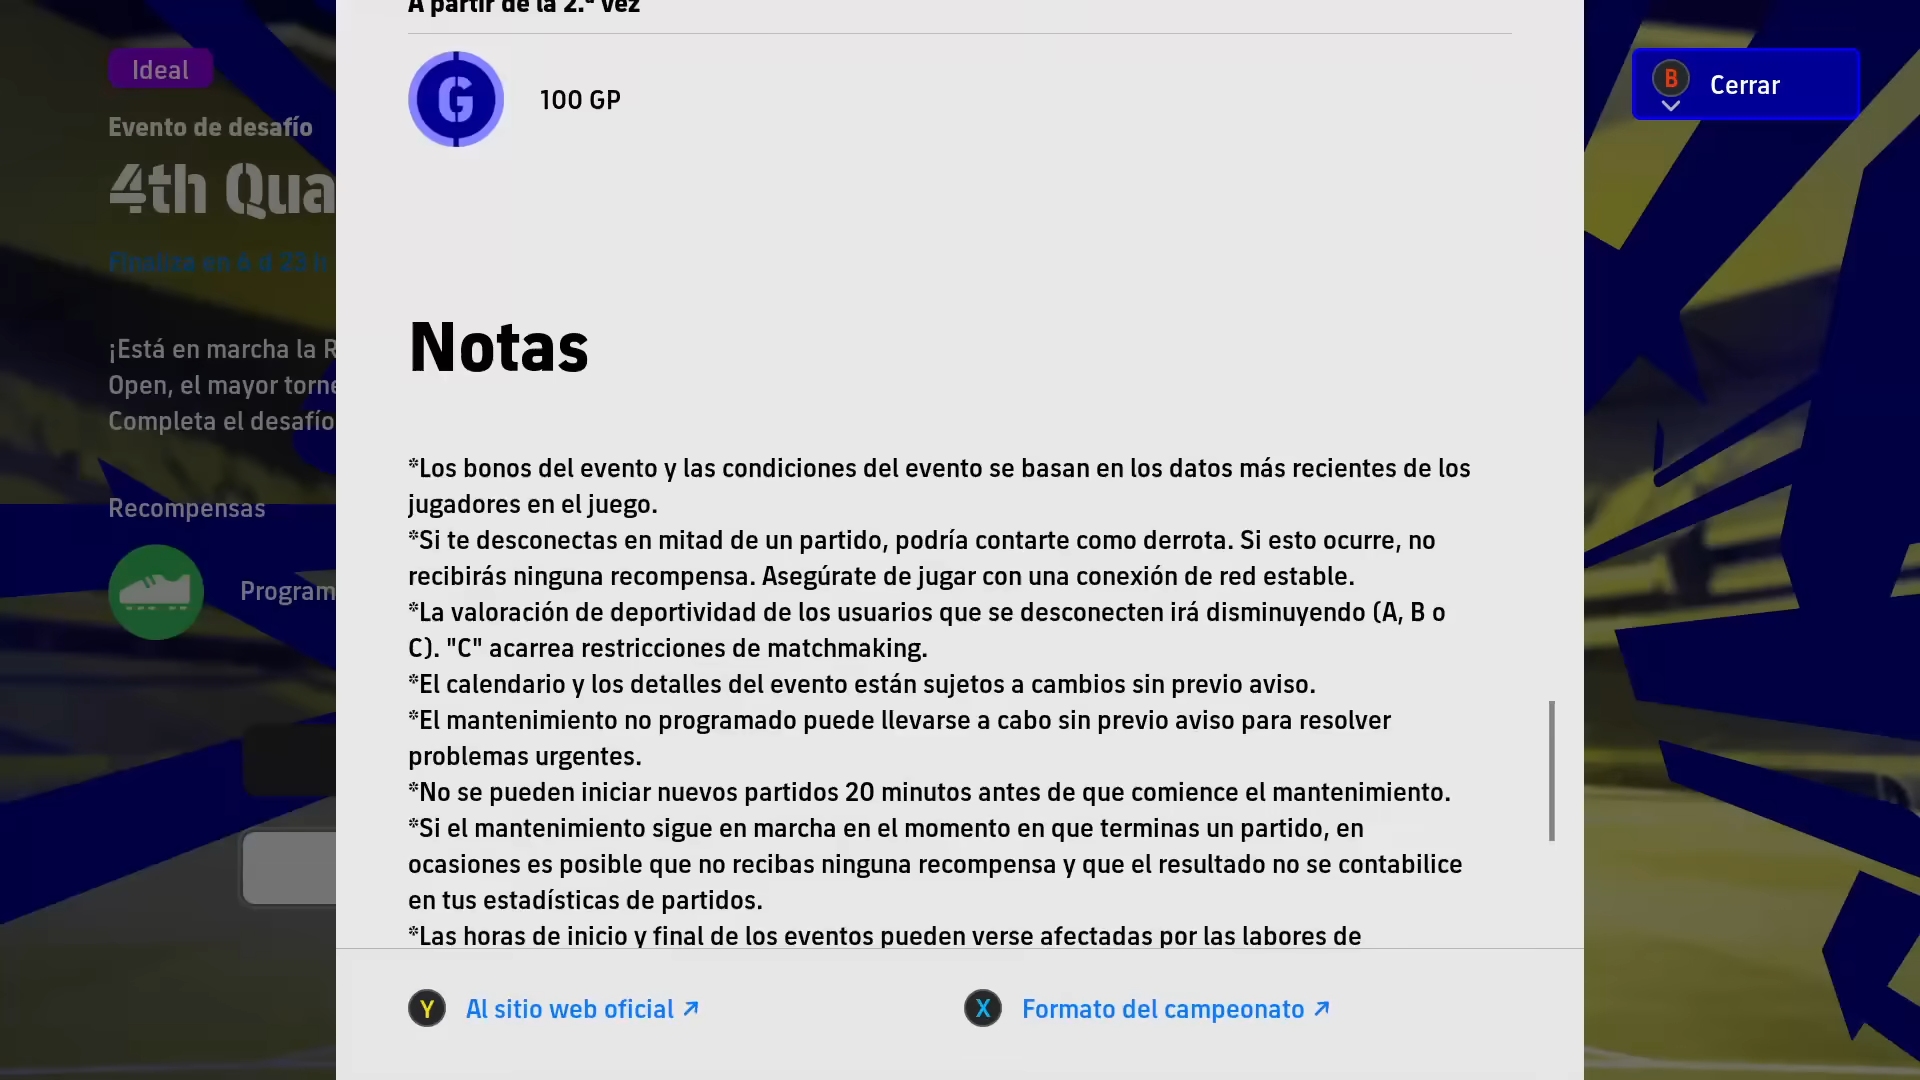 A partir de la 2.ª vez
Ideal
G
100 GP
B
Cerrar
Evento de desafío
4th Qua
Finaliza en 6 d 23 h
¡Está en marcha la R
Open, el mayor torne
Completa el desafío
Recompensas
Program
Notas
*Los bonos del evento y las condiciones del evento se basan en los datos más recientes de los
jugadores en el juego.
*Si te desconectas en mitad de un partido, podría contarte como derrota. Si esto ocurre, no
recibirás ninguna recompensa. Asegúrate de jugar con una conexión de red estable.
*La valoración de deportividad de los usuarios que se desconecten irá disminuyendo (A, B o
C). "C" acarrea restricciones de matchmaking.
*El calendario y los detalles del evento están sujetos a cambios sin previo aviso.
*El mantenimiento no programado puede llevarse a cabo sin previo aviso para resolver
problemas urgentes.
*No se pueden iniciar nuevos partidos 20 minutos antes de que comience el mantenimiento.
*Si el mantenimiento sigue en marcha en el momento en que terminas un partido, en
ocasiones es posible que no recibas ninguna recompensa y que el resultado no se contabilice
en tus estadísticas de partidos.
*Las horas de inicio y final de los eventos pueden verse afectadas por las labores de
Y
Al sitio web oficial
X
Formato del campeonato